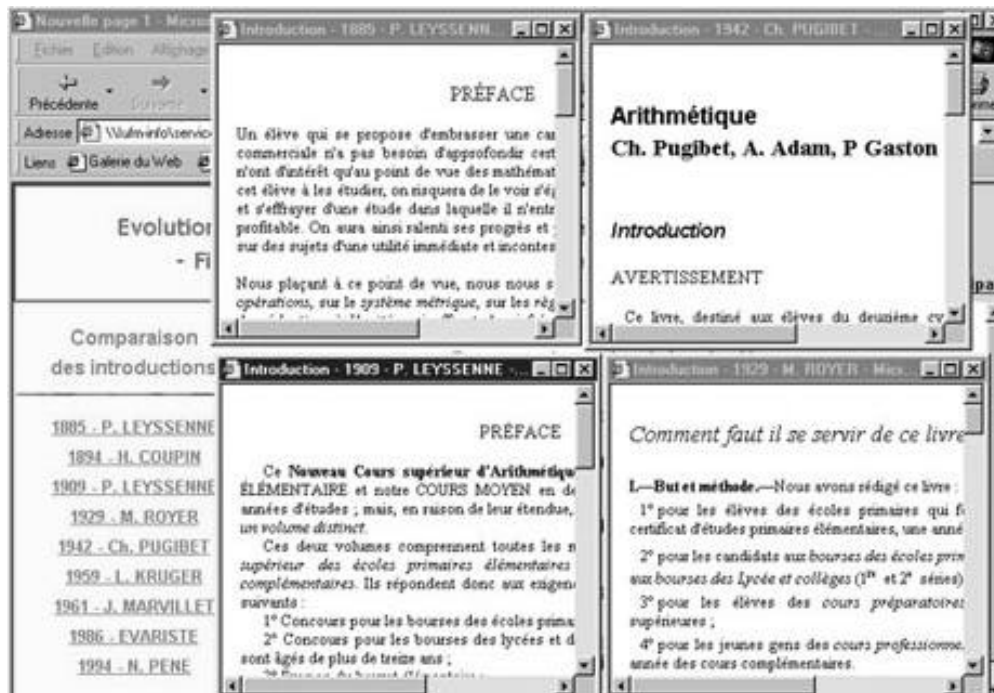 Nouvelle page 1 - Micros
Fichier Edition Affichage
Précédente Suivante
Adresse \\Iufm-info\service
Liens Galerie du Web
Evolution
- Fi
Comparaison
des introductions
1885 - P. LEYSSENNE
1894 - H. COUPIN
1909 - P. LEYSSENNE
1929 - M. ROYER
1942 - Ch. PUGIBET
1959 - L. KRUGER
1961 - J. MARVILLET
1986 - EVARISTE
1994 - N. PENE
Introduction - 1885 - P. LEYSSENN...
PRÉFACE
Un élève qui se propose d'embrasser une car
commerciale n'a pas besoin d'approfondir cert
n'ont d'intérêt qu'au point de vue des mathémat
cet élève à les étudier, on risquera de le voir s'ég
et s'effrayer d'une étude dans laquelle il n'entr
profitable. On aura ainsi ralenti ses progrès et
sur des sujets d'une utilité immédiate et incontes
Nous plaçant à ce point de vue, nous nous s
opérations, sur le système métrique, sur les règ
Introduction - 1942 - Ch. PUGIBET - ...
Arithmétique
Ch. Pugibet, A. Adam, P Gaston
Introduction
AVERTISSEMENT
Ce livre, destiné aux élèves du deuxième cy
Introduction - 1909 - P. LEYSSENNE - ...
PRÉFACE
Ce Nouveau Cours supérieur d'Arithmétique
ÉLÉMENTAIRE et notre COURS MOYEN en de
années d'études ; mais, en raison de leur étendue,
un volume distinct.
Ces deux volumes comprennent toutes les m
supérieur des écoles primaires élémentaires
complémentaires. Ils répondent donc aux exigenc
suivants :
1° Concours pour les bourses des écoles prima
2° Concours pour les bourses des lycées et d
sont âgés de plus de treize ans ;
Introduction - 1929 - M. ROYER - Micr...
Comment faut il se servir de ce livre
I.—But et méthode.—Nous avons rédigé ce livre :
1° pour les élèves des écoles primaires qui f
certificat d'études primaires élémentaires, une anné
2° pour les candidats aux bourses des écoles prim
aux bourses des Lycée et collèges (1re et 2e séries)
3° pour les élèves des cours préparatoires
supérieures ;
4° pour les jeunes gens des cours professionne
année des cours complémentaires.